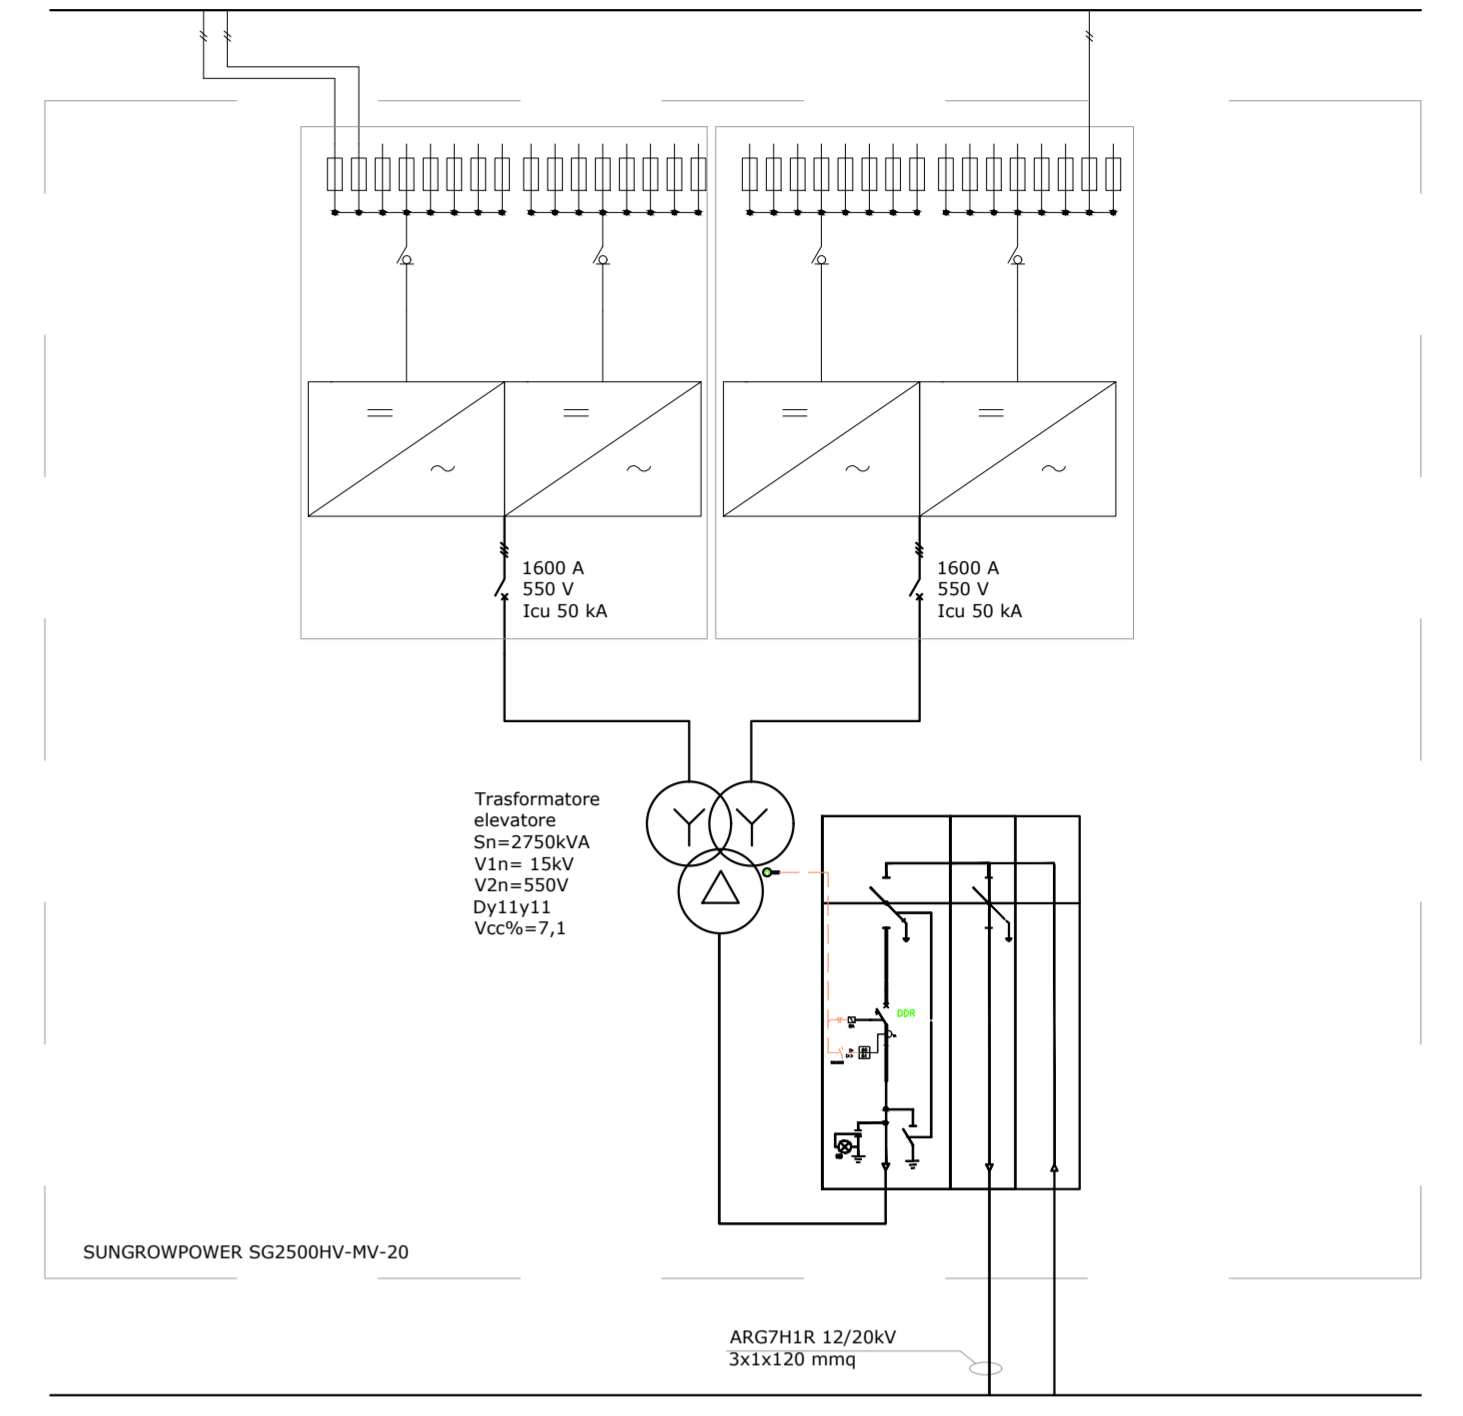 1600 A
550 V
Icu 50 kA
1600 A
550 V
Icu 50 kA
Trasformatore
elevatore
Sn=2750kVA
V1n= 15kV
V2n=550V
Dy11y11
Vcc%=7,1
DDR
SUNGROWPOWER SG2500HV-MV-20
ARG7H1R 12/20kV
3x1x120 mmq